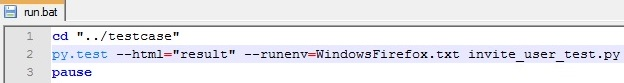 run.bat
1 cd "../testcase"
2 py.test --html="result" --runenv=WindowsFirefox.txt invite_user_test.py
3 pause